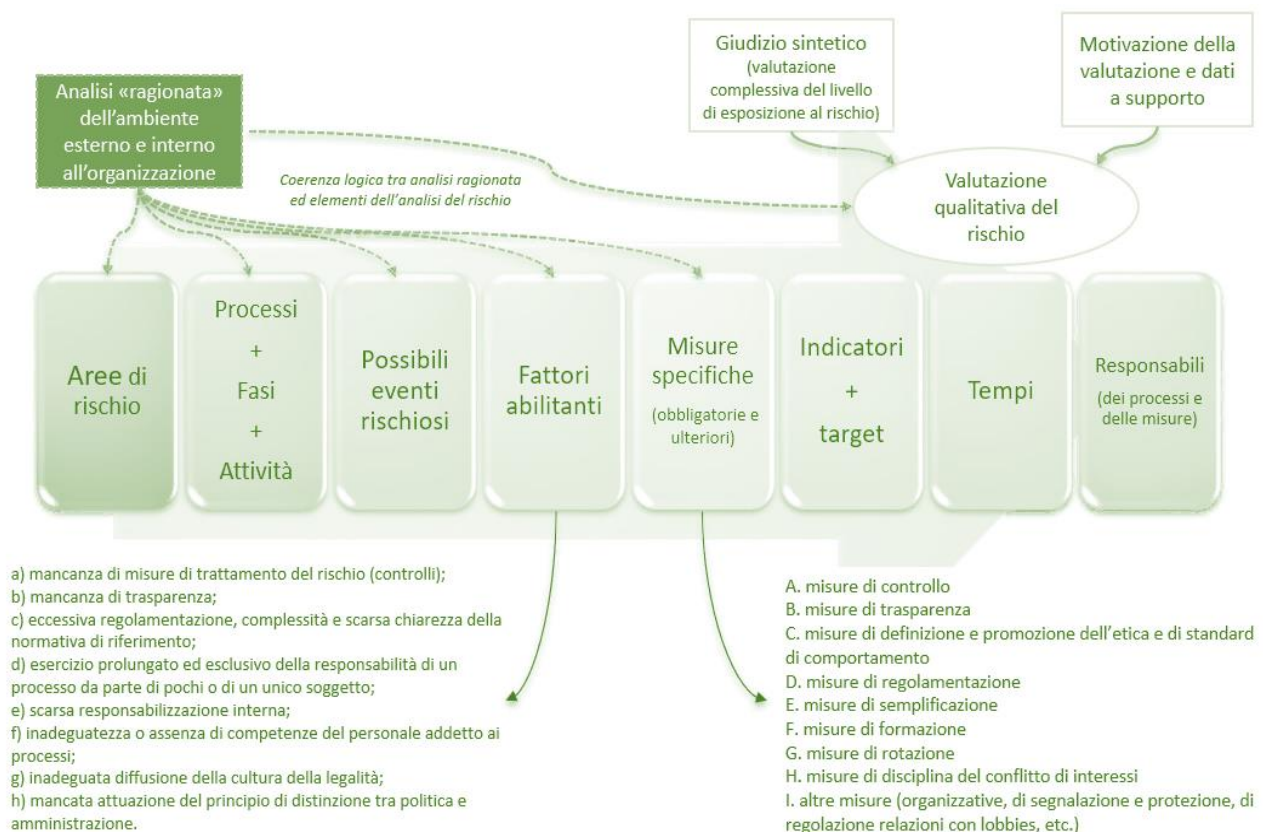 Giudizio sintetico
(valutazione
complessiva del livello
di esposizione al rischio)
Motivazione della
valutazione e dati
a supporto
Analisi «ragionata»
dell'ambiente
esterno e interno
all'organizzazione
Coerenza logica tra analisi ragionata
ed elementi dell'analisi del rischio
Valutazione
qualitativa del
rischio
Aree di
rischio
Processi
+
Fasi
+
Attività
Possibili
eventi
rischiosi
Fattori
abilitanti
Misure
specifiche
(obbligatorie e
ulteriori)
Indicatori
+
target
Tempi
Responsabili
(dei processi e
delle misure)
a) mancanza di misure di trattamento del rischio (controlli);
b) mancanza di trasparenza;
c) eccessiva regolamentazione, complessità e scarsa chiarezza della
normativa di riferimento;
d) esercizio prolungato ed esclusivo della responsabilità di un
processo da parte di pochi o di un unico soggetto;
e) scarsa responsabilizzazione interna;
f) inadeguatezza o assenza di competenze del personale addetto ai
processi;
g) inadeguata diffusione della cultura della legalità;
h) mancata attuazione del principio di distinzione tra politica e
amministrazione.
A. misure di controllo
B. misure di trasparenza
C. misure di definizione e promozione dell'etica e di standard
di comportamento
D. misure di regolamentazione
E. misure di semplificazione
F. misure di formazione
G. misure di rotazione
H. misure di disciplina del conflitto di interessi
I. altre misure (organizzative, di segnalazione e protezione, di
regolazione relazioni con lobbies, etc.)